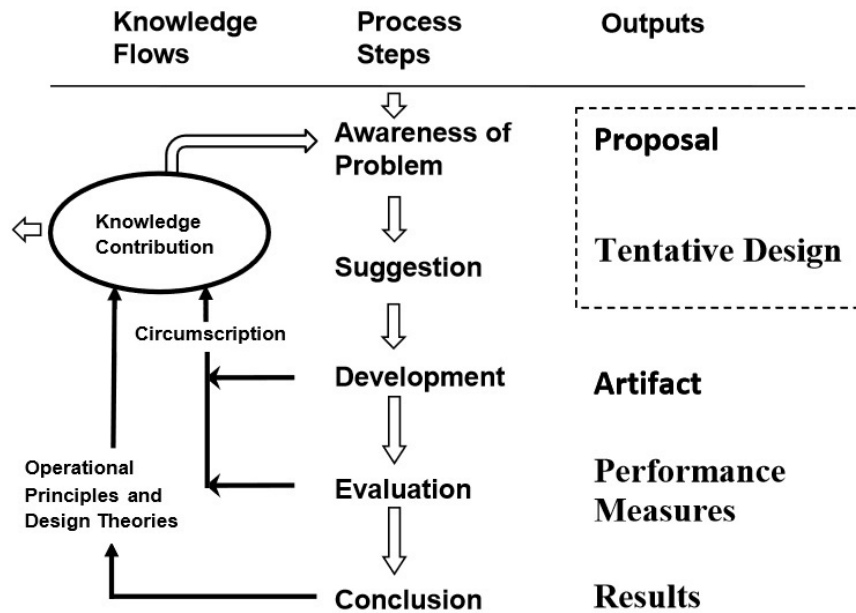 Knowledge
Flows
Process
Steps
Outputs
Awareness of
Problem
Proposal
Knowledge
Contribution
Suggestion
Tentative Design
Circumscription
Development
Artifact
Operational
Principles and
Design Theories
Evaluation
Performance
Measures
Conclusion
Results